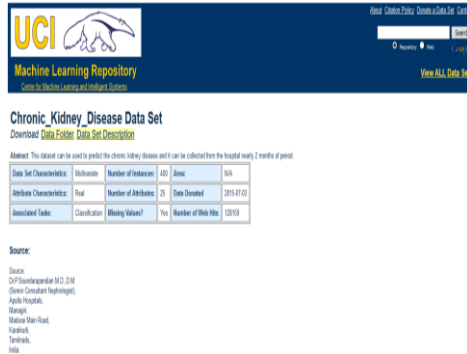 About Citation Policy Donate a Data Set Cont
UCI
Sear
Repository Web
Machine Learning Repository
Center for Machine Learning and Intelligent Systems
View ALL Data Se
Chronic_Kidney_Disease Data Set
Download Data Folder Data Set Description
Abstract: This dataset can be used to predict the chronic kidney disease and it can be collected from the hospital nearly 2 months of period.
Data Set Characteristics: Multivariate Number of Instances: 400 Area: N/A
Attribute Characteristics: Real Number of Attributes: 25 Date Donated 2015-07-03
Associated Tasks: Classification Missing Values? Yes Number of Web Hits: 128159
Source:
Source:
Dr.P.Soundarapandian.M.D.,D.M
(Senior Consultant Nephrologist),
Apollo Hospitals,
Managiri,
Madurai Main Road,
Karaikudi,
Tamilnadu,
India.